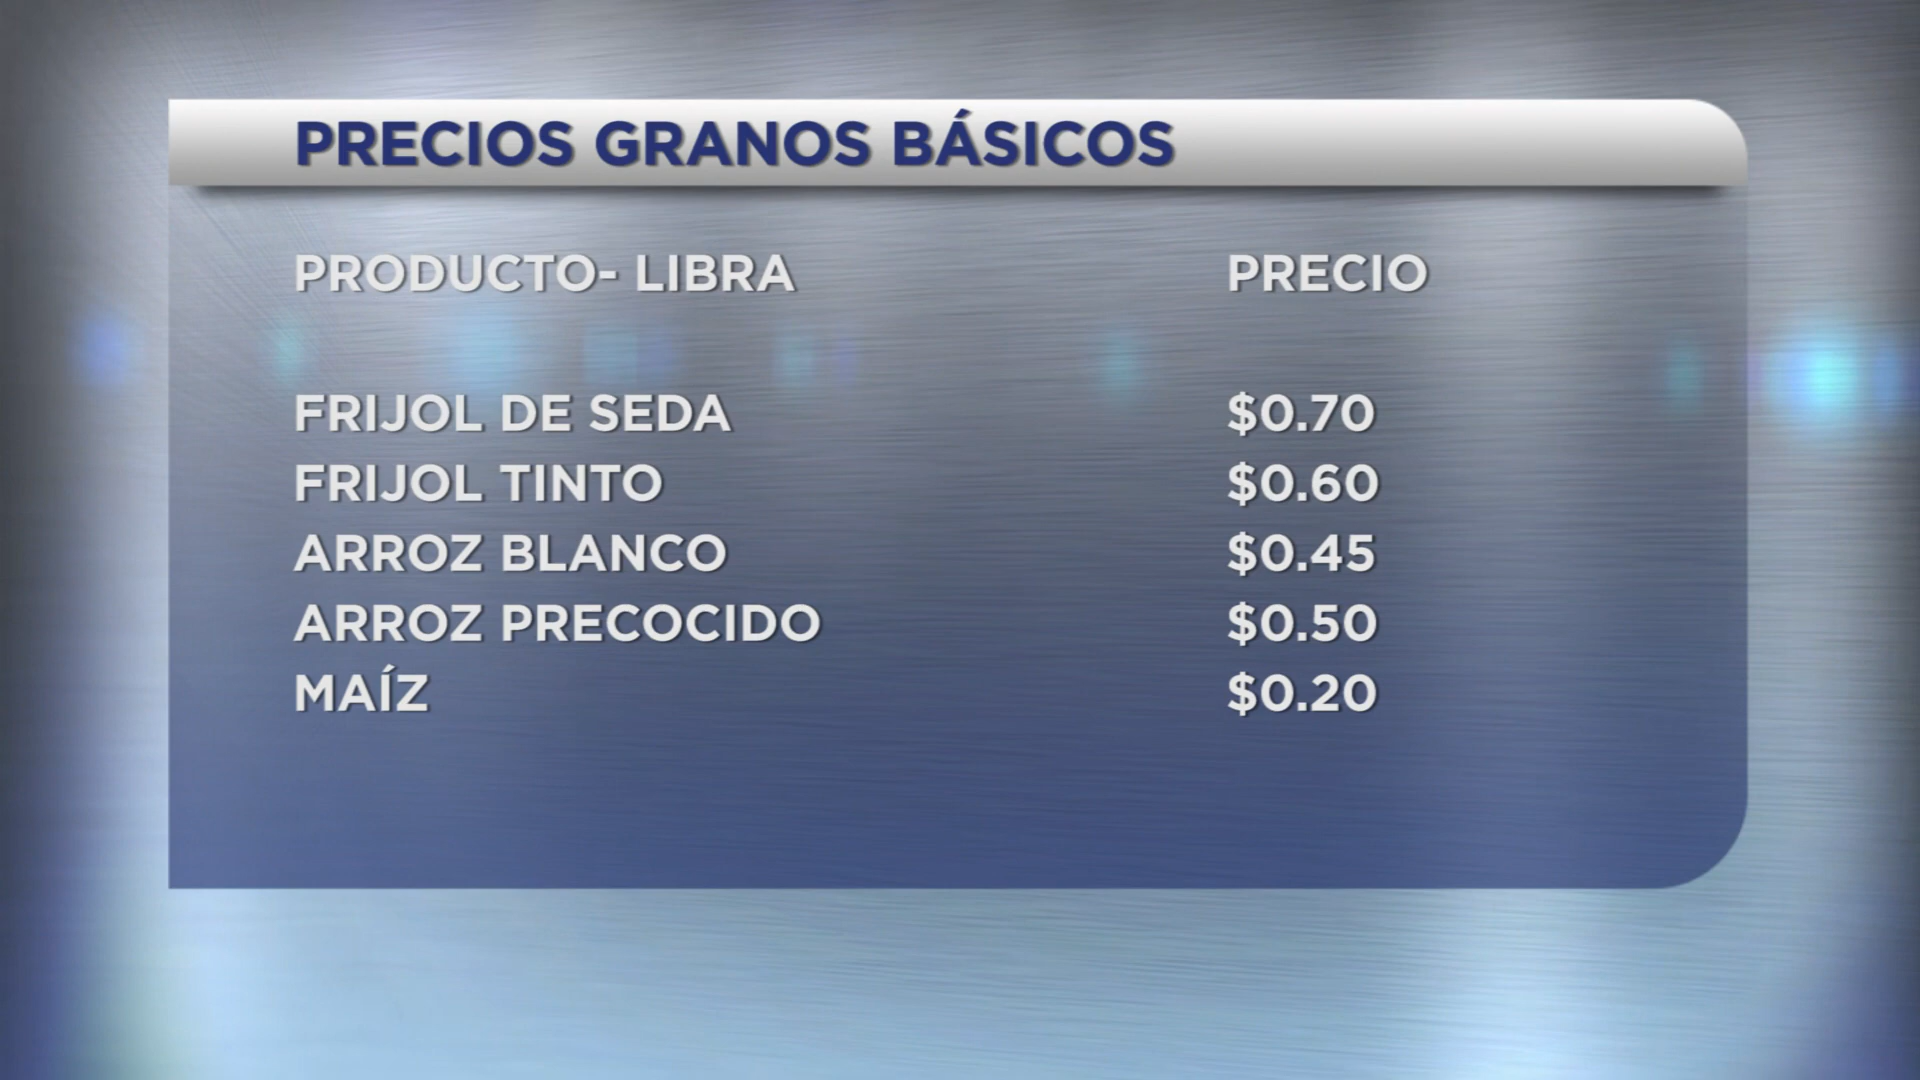 PRECIOS GRANOS BÁSICOS
PRODUCTO- LIBRA PRECIO
FRIJOL DE SEDA $0.70
FRIJOL TINTO $0.60
ARROZ BLANCO $0.45
ARROZ PRECOCIDO $0.50
MAÍZ $0.20